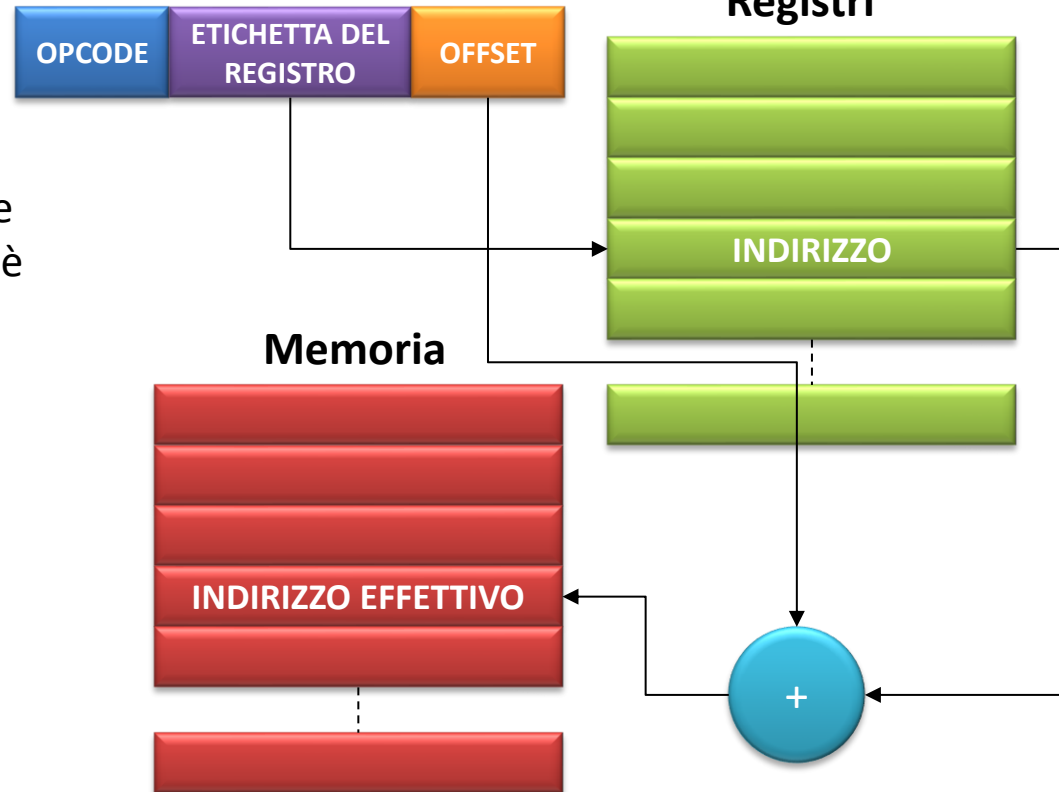 Registri
OPCODE
ETICHETTA DEL
REGISTRO
OFFSET
e
è
INDIRIZZO
Memoria
INDIRIZZO EFFETTIVO
+